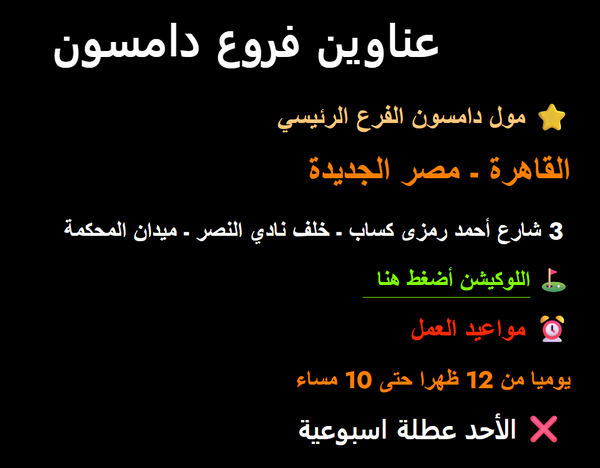 عناوين فروع دامسون
⭐ مول دامسون الفرع الرئيسي
القاهرة - مصر الجديدة
3 شارع أحمد رمزى كساب - خلف نادي النصر - ميدان المحكمة
⛳ اللوكيشن أضغط هنا
⏰ مواعيد العمل
يوميا من 12 ظهرا حتى 10 مساء
❌ الأحد عطلة اسبوعية